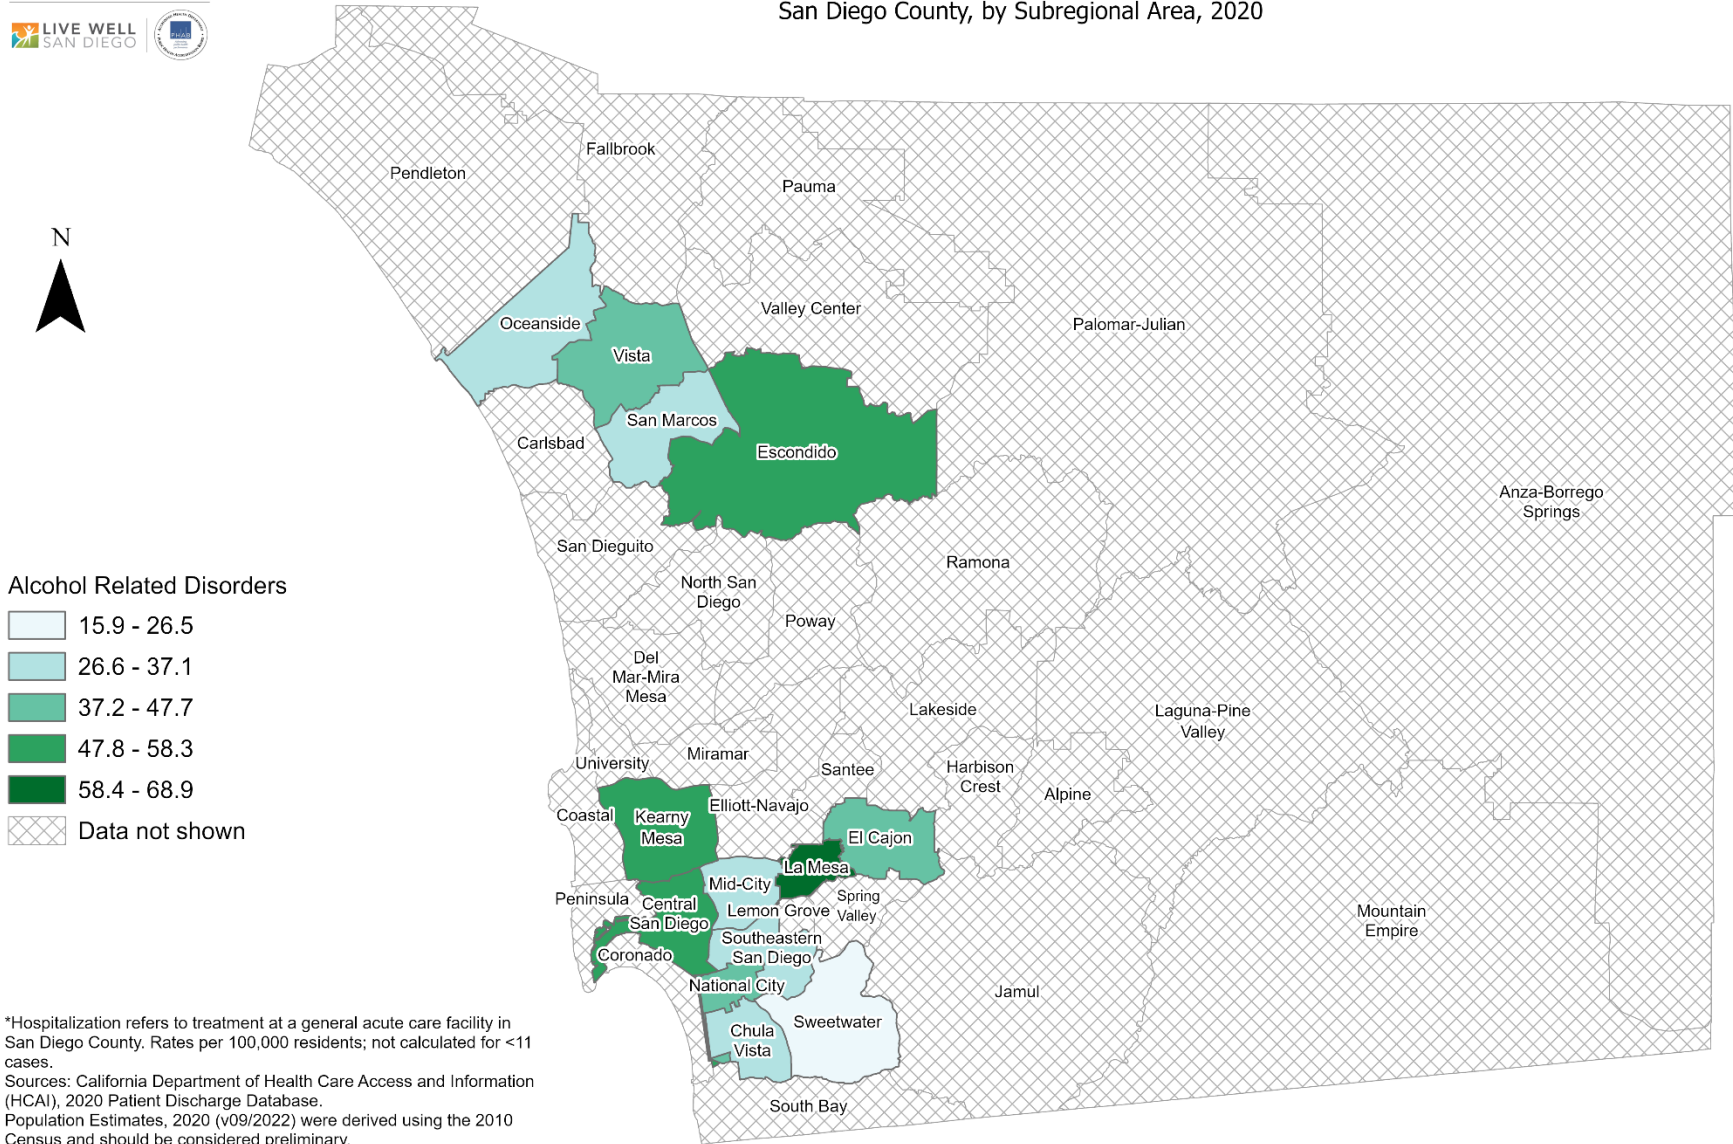 San Diego County, by Subregional Area, 2020
LIVE WELL
SAN DIEGO
PHAB
N
Pendleton
Fallbrook
Pauma
Valley Center
Palomar-Julian
Oceanside
Vista
San Marcos
Carlsbad
Escondido
Anza-Borrego
Springs
San Dieguito
North San
Diego
Ramona
Poway
Del
Mar-Mira
Mesa
Lakeside
Laguna-Pine
Valley
Miramar
University
Santee
Harbison
Crest
Alpine
Elliott-Navajo
Coastal
Kearny
Mesa
El Cajon
La Mesa
Mid-City
Peninsula
Central
San Diego
Lemon Grove
Spring
Valley
Mountain
Empire
Southeastern
San Diego
Coronado
National City
Jamul
Sweetwater
Chula
Vista
South Bay
Alcohol Related Disorders
15.9 - 26.5
26.6 - 37.1
37.2 - 47.7
47.8 - 58.3
58.4 - 68.9
Data not shown
*Hospitalization refers to treatment at a general acute care facility in
San Diego County. Rates per 100,000 residents; not calculated for <11
cases.
Sources: California Department of Health Care Access and Information
(HCAI), 2020 Patient Discharge Database.
Population Estimates, 2020 (v09/2022) were derived using the 2010
Census and should be considered preliminary.